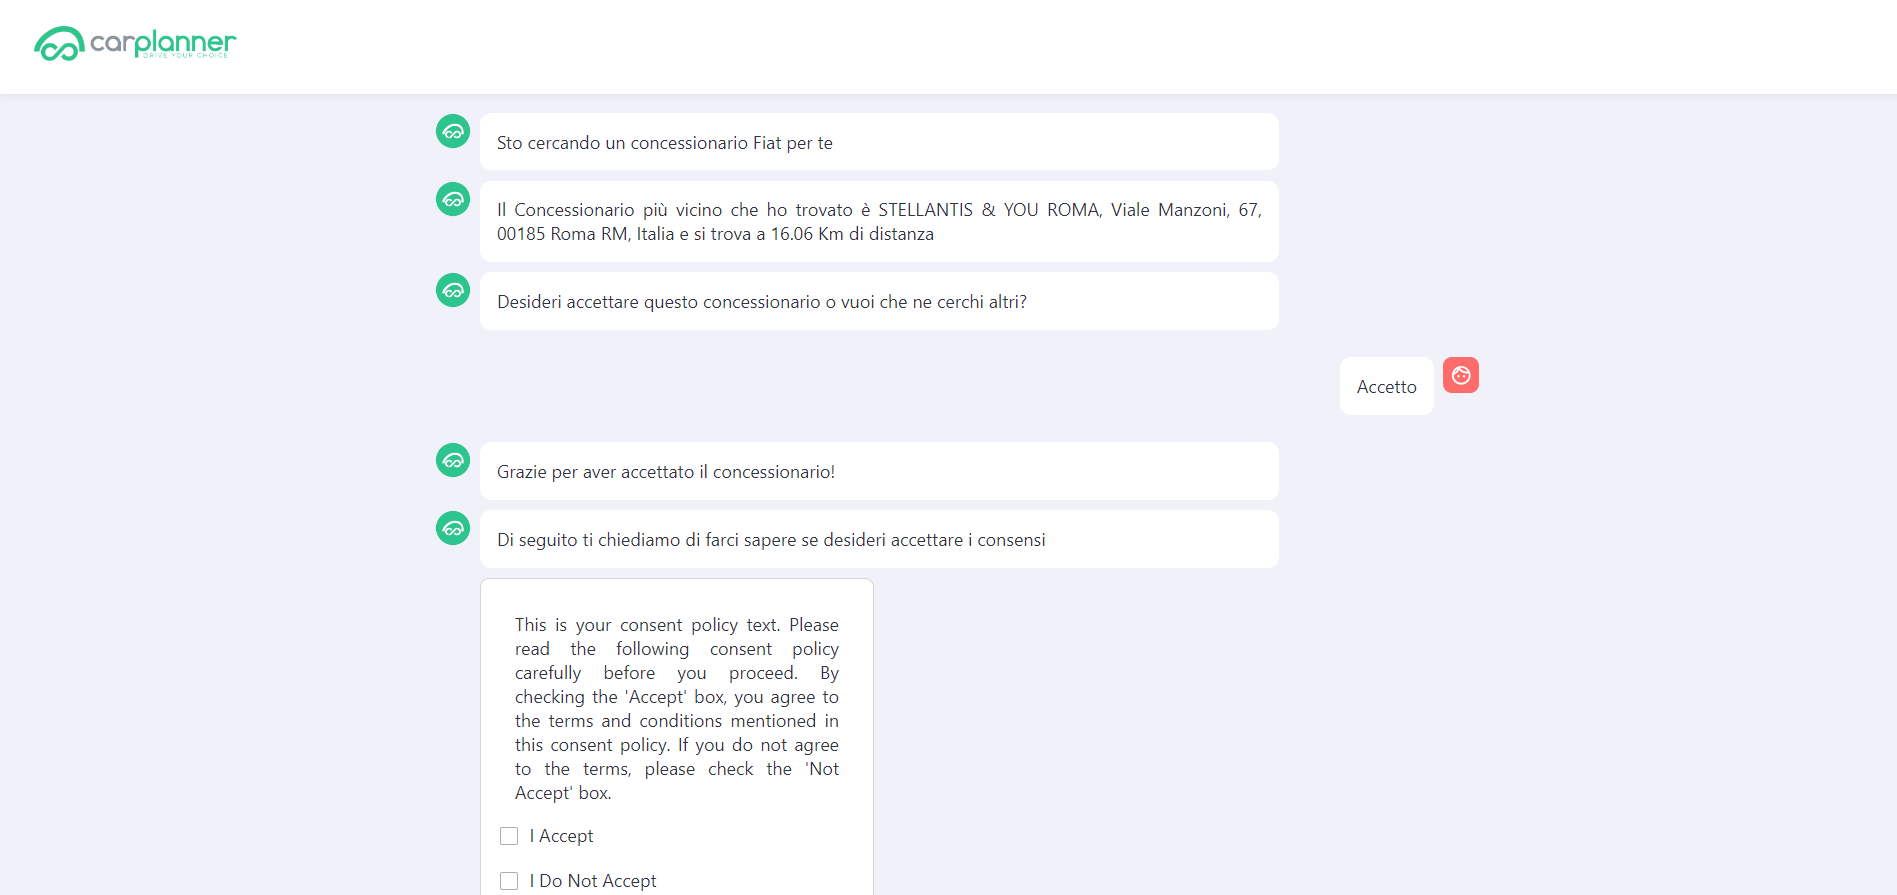 carplanner
DRIVE YOUR CHOICE
Sto cercando un concessionario Fiat per te
Il Concessionario più vicino che ho trovato è STELLANTIS & YOU ROMA, Viale Manzoni, 67,
00185 Roma RM, Italia e si trova a 16.06 Km di distanza
Desideri accettare questo concessionario o vuoi che ne cerchi altri?
Accetto
Grazie per aver accettato il concessionario!
Di seguito ti chiediamo di farci sapere se desideri accettare i consensi
This is your consent policy text. Please
read the following consent policy
carefully before you proceed. By
checking the 'Accept' box, you agree to
the terms and conditions mentioned in
this consent policy. If you do not agree
to the terms, please check the 'Not
Accept' box.
I Accept
I Do Not Accept